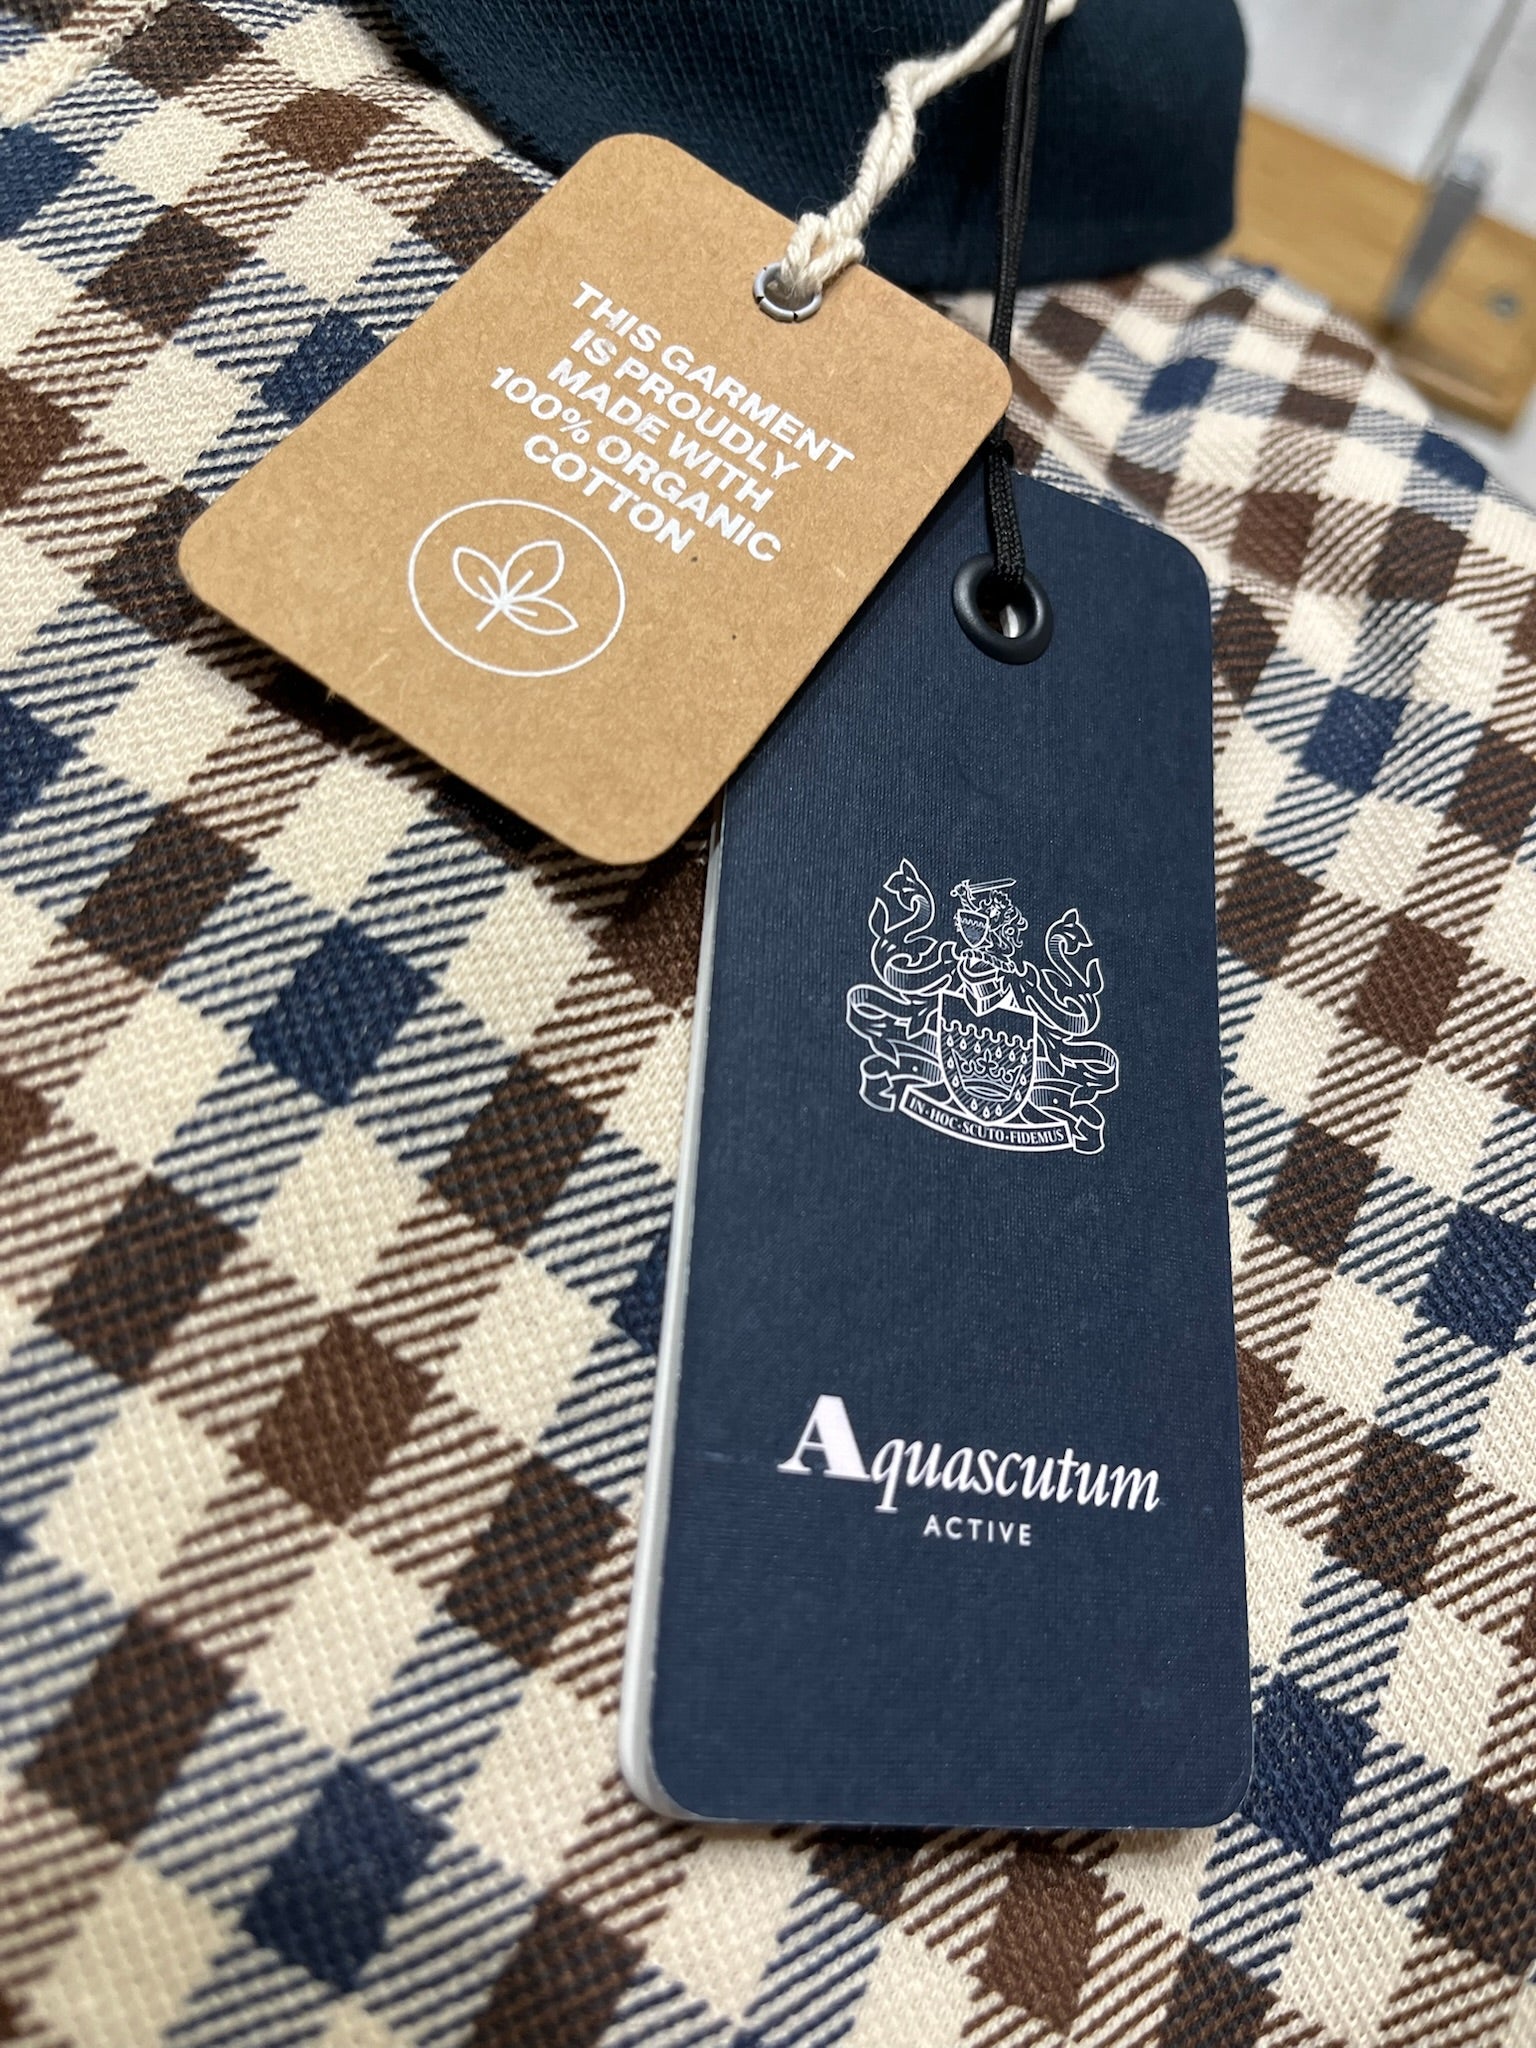 THIS GARMENT
IS PROUDLY
MADE WITH
100% ORGANIC
COTTON
IN·HOC·SCUTO·FIDEMUS
Aquascutum
ACTIVE